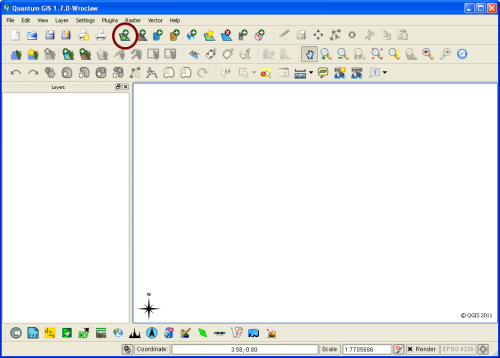 Quantum GIS 1.7.0-Wroclaw
File Edit View Layer Settings Plugins Raster Vector Help
Layers
N
© QGIS 2011
Coordinate: 3.58,-0.80 Scale 1:7705686 Render EPSG:4326